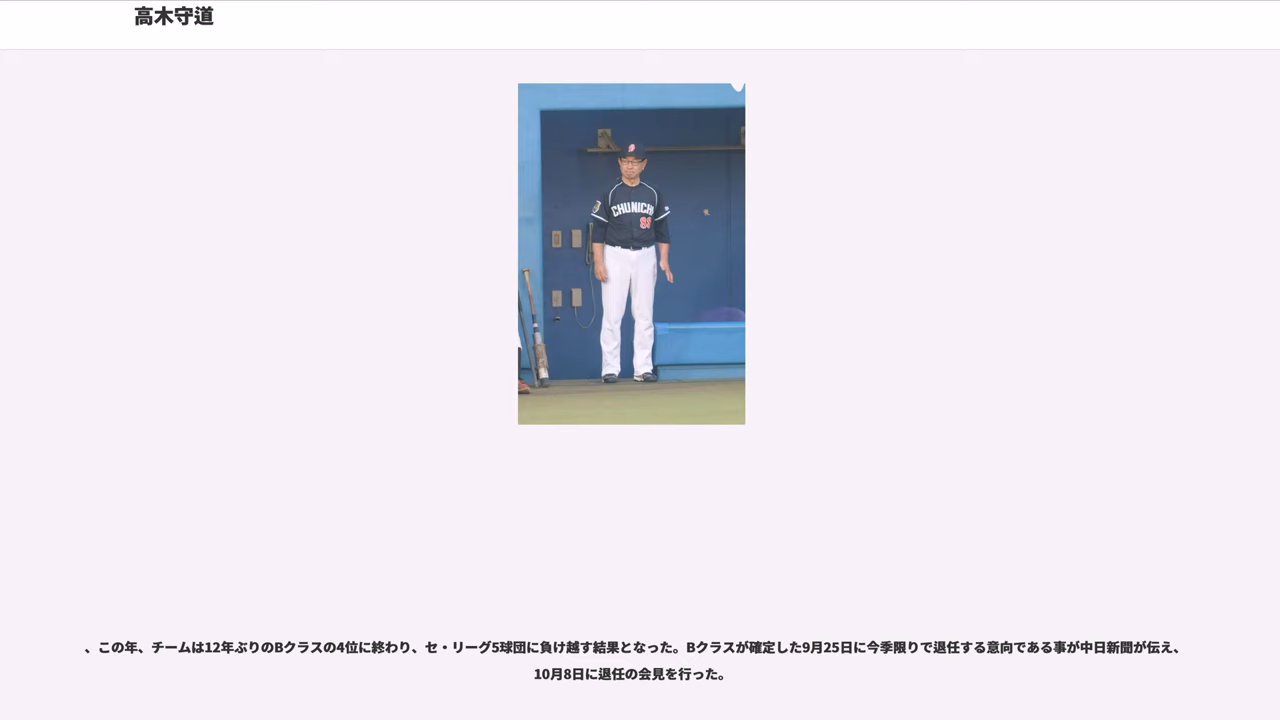 高木守道
CHUNICHI
、この年、チームは12年ぶりのBクラスの4位に終わり、セ・リーグ5球団に負け越す結果となった。Bクラスが確定した9月25日に今季限りで退任する意向である事が中日新聞が伝え、
10月8日に退任の会見を行った。